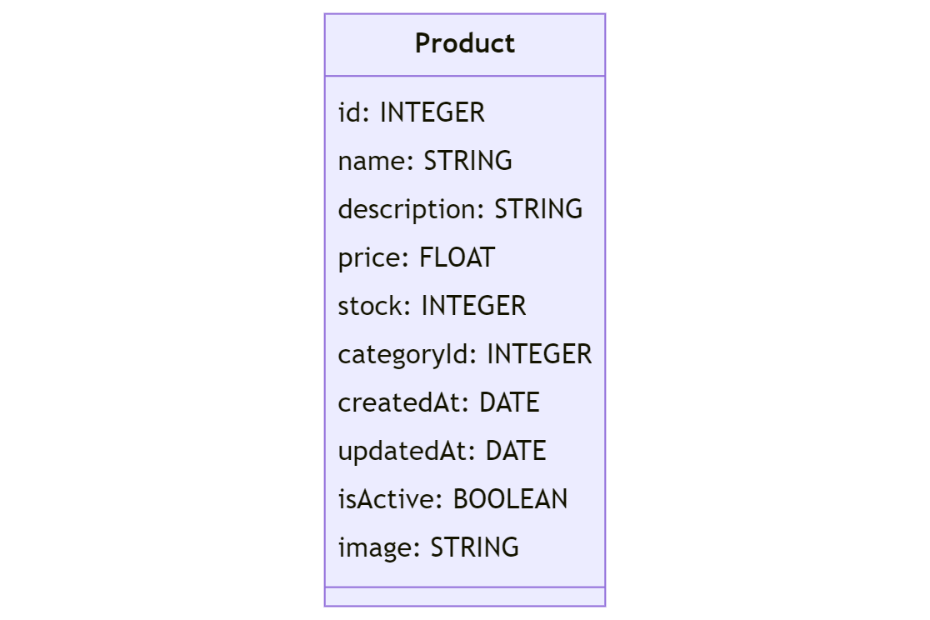 Product
id: INTEGER
name: STRING
description: STRING
price: FLOAT
stock: INTEGER
categoryId: INTEGER
createdAt: DATE
updatedAt: DATE
isActive: BOOLEAN
image: STRING